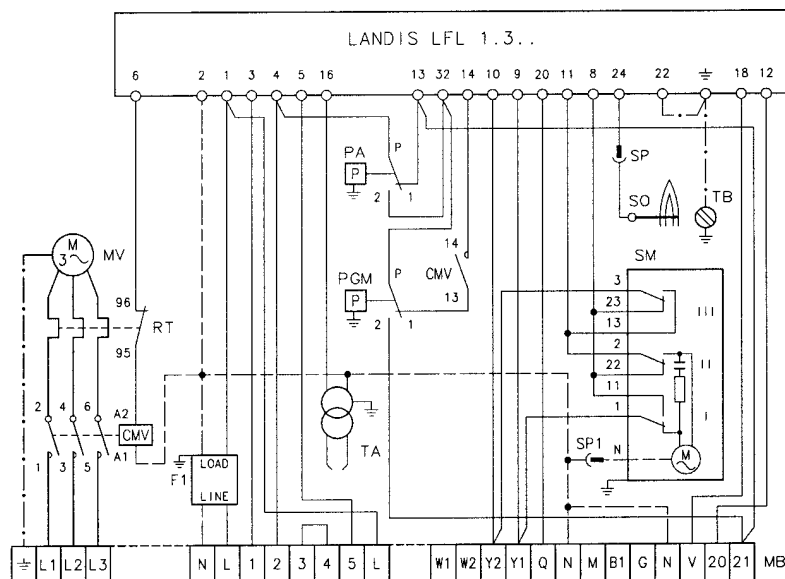 LANDIS LFL 1.3..
6 2 1 3 4 5 16 13 32 14 10 9 20 11 8 24 22 18 12
PA P
P
2 1
SP
SO
TB
M
3
MV
14
CMV
13
PGM P
P
2 1
SM
3
23
13
III
2
22
II
11
1
I
96
RT
95
2 4 6 A2
CMV
1 3 5 A1
TA
SP1 N M
LOAD
F1
LINE
L1 L2 L3 N L 1 2 3 4 5 L W1 W2 Y2 Y1 Q N M B1 G N V 20 21 MB